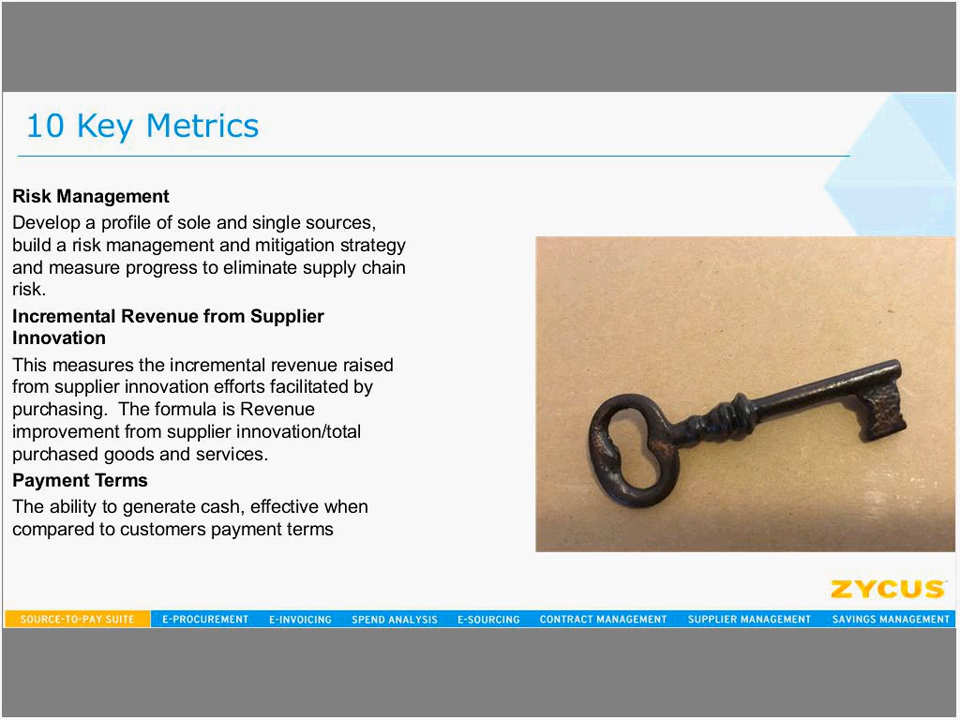 10 Key Metrics
Risk Management
Develop a profile of sole and single sources,
build a risk management and mitigation strategy
and measure progress to eliminate supply chain
risk.
Incremental Revenue from Supplier
Innovation
This measures the incremental revenue raised
from supplier innovation efforts facilitated by
purchasing.  The formula is Revenue
improvement from supplier innovation/total
purchased goods and services.
Payment Terms
The ability to generate cash, effective when
compared to customers payment terms
ZYCUS
SOURCE-TO-PAY SUITE E-PROCUREMENT E-INVOICING SPEND ANALYSIS E-SOURCING CONTRACT MANAGEMENT SUPPLIER MANAGEMENT SAVINGS MANAGEMENT